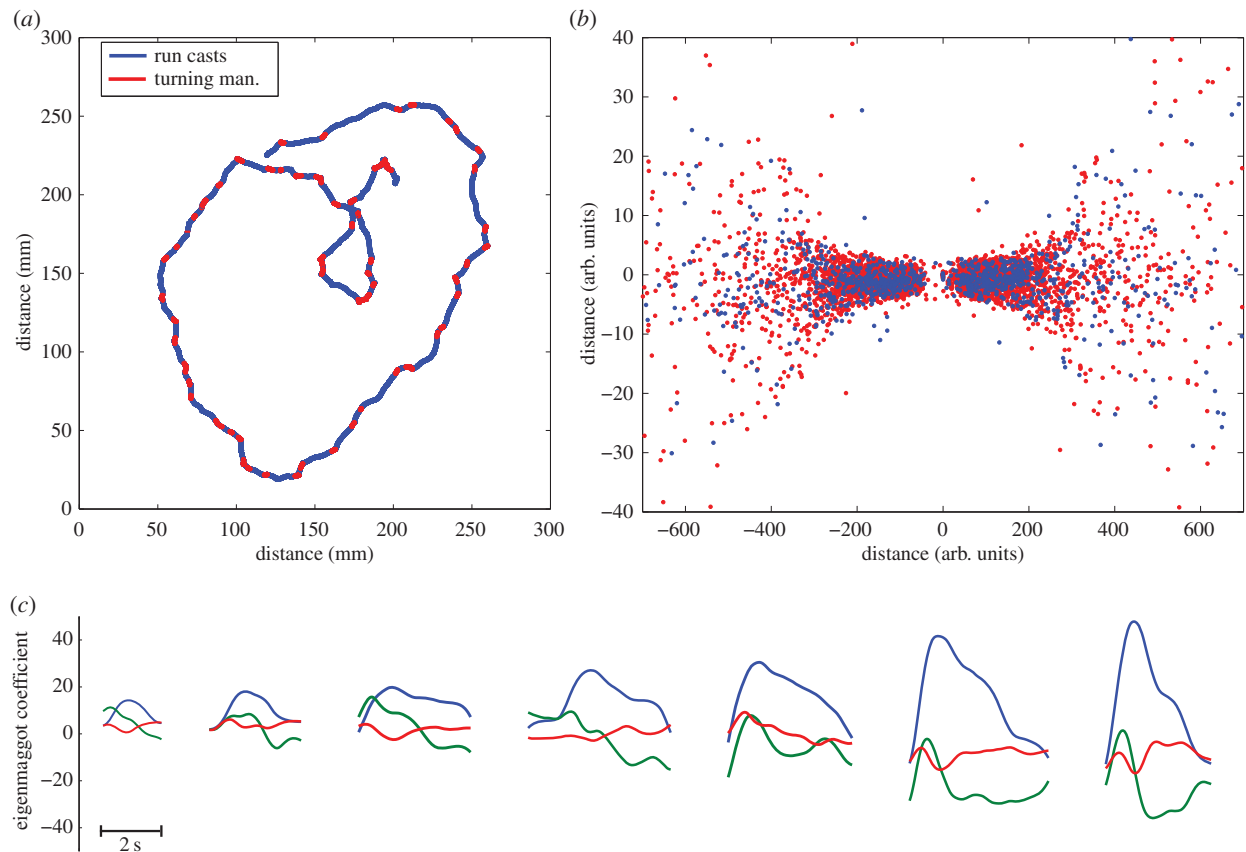 (a)
300
250
200
150
100
50
0
distance (mm)
run casts
turning man.
0 50 100 150 200 250 300
distance (mm)
(b)
40
30
20
10
0
−10
−20
−30
−40
distance (arb. units)
−600 −400 −200 0 200 400 600
distance (arb. units)
(c)
40
20
0
−20
−40
eigenmaggot coefficient
2 s